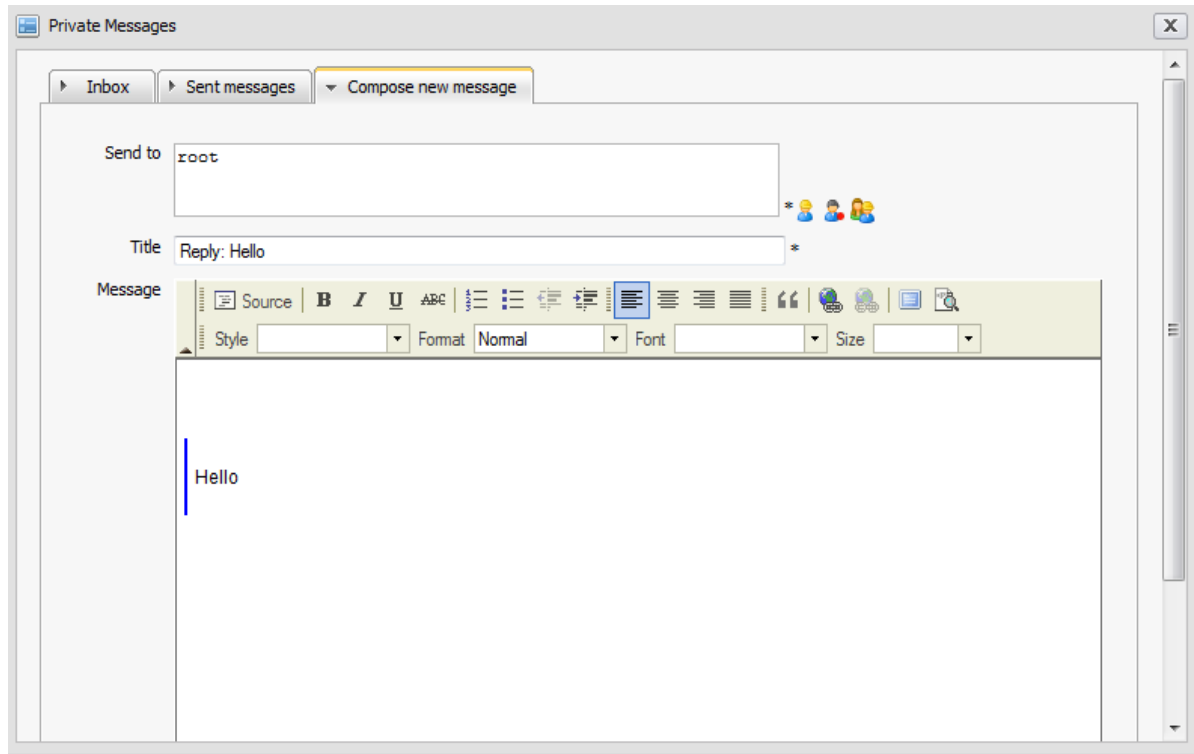 Private Messages
Inbox
Sent messages
Compose new message
Send to
root
*
Title
Reply: Hello
*
Message
Source B I U ABC
Style Format Normal Font Size
Hello